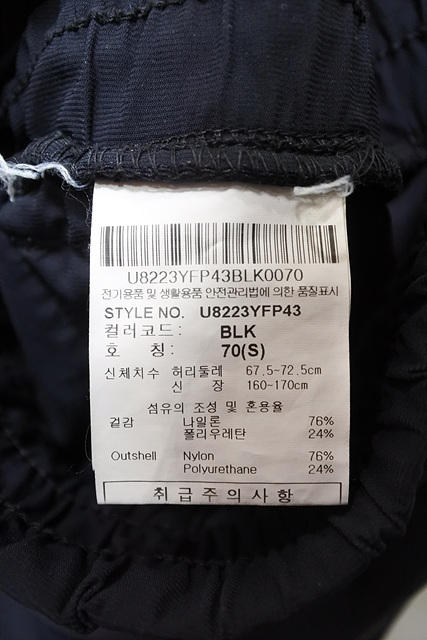 U8223YFP43BLK0070
전기용품 및 생활용품 안전관리법에 의한 품질표시
STYLE NO. U8223YFP43
컬러코드: BLK
호 칭: 70(S)
신체치수 허리둘레 67.5~72.5cm
신 장 160~170cm
섬유의 조성 및 혼용율
겉감 나일론 76%
폴리우레탄 24%
Outshell Nylon 76%
Polyurethane 24%
취급주의사항